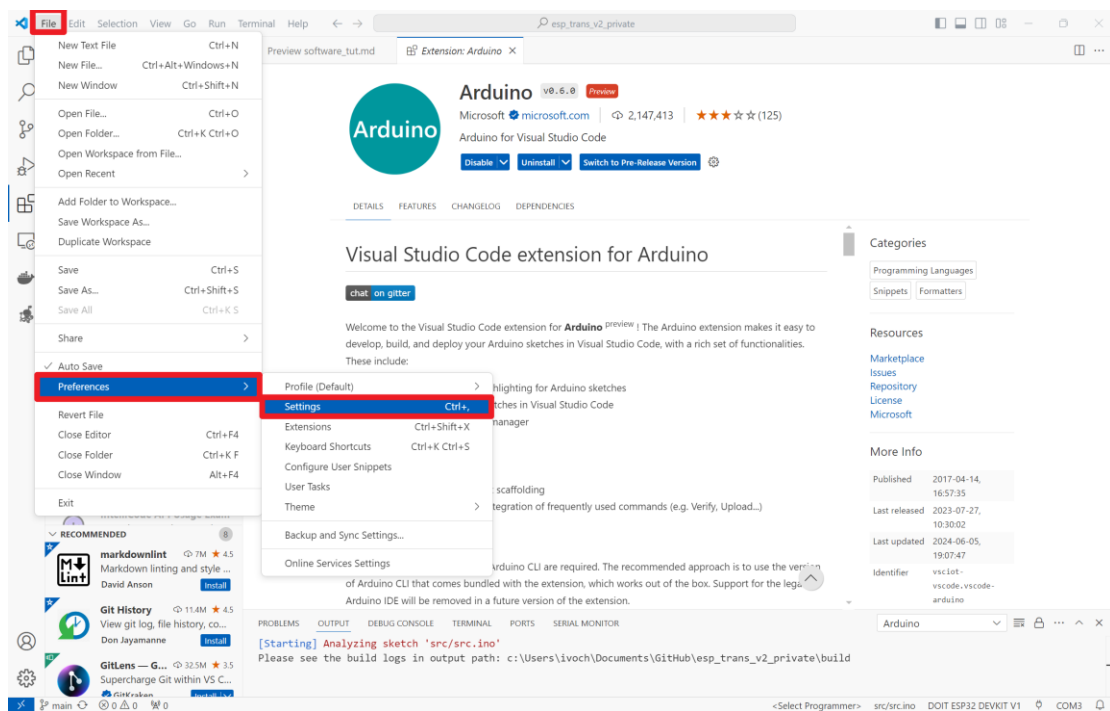 File Edit Selection View Go Run Terminal Help
esp_trans_v2_private
New Text File Ctrl+N
New File... Ctrl+Alt+Windows+N
New Window Ctrl+Shift+N
Open File... Ctrl+O
Open Folder... Ctrl+K Ctrl+O
Open Workspace from File...
Open Recent
Add Folder to Workspace...
Save Workspace As...
Duplicate Workspace
Save Ctrl+S
Save As... Ctrl+Shift+S
Save All Ctrl+K S
Share
Auto Save
Preferences
Revert File
Close Editor Ctrl+F4
Close Folder Ctrl+K F
Close Window Alt+F4
Exit
Profile (Default)
Settings Ctrl+,
Extensions Ctrl+Shift+X
Keyboard Shortcuts Ctrl+K Ctrl+S
Configure User Snippets
User Tasks
Theme
Backup and Sync Settings...
Online Services Settings
Preview software_tut.md
Extension: Arduino
Arduino
Arduino v0.6.0 Preview
Microsoft microsoft.com 2,147,413 (125)
Arduino for Visual Studio Code
Disable Uninstall Switch to Pre-Release Version
DETAILS FEATURES CHANGELOG DEPENDENCIES
Visual Studio Code extension for Arduino
chat on gitter
Welcome to the Visual Studio Code extension for Arduino preview ! The Arduino extension makes it easy to
develop, build, and deploy your Arduino sketches in Visual Studio Code, with a rich set of functionalities.
These include:
hlighting for Arduino sketches
tches in Visual Studio Code
nanager
scaffolding
tegration of frequently used commands (e.g. Verify, Upload...)
Arduino CLI are required. The recommended approach is to use the version
of Arduino CLI that comes bundled with the extension, which works out of the box. Support for the legacy
Arduino IDE will be removed in a future version of the extension.
Categories
Programming Languages
Snippets Formatters
Resources
Marketplace
Issues
Repository
License
Microsoft
More Info
Published 2017-04-14,
16:57:35
Last released 2023-07-27,
10:30:02
Last updated 2024-06-05,
19:07:47
Identifier vsciot-
vscode.vscode-
arduino
RECOMMENDED 8
markdownlint 7M 4.5
Markdown linting and style ...
David Anson Install
M
Lint
Git History 11.4M 4.5
View git log, file history, co...
Don Jayamanne Install
GitLens — G... 32.5M 3.5
Supercharge Git within VS C...
GitKraken Install
PROBLEMS OUTPUT DEBUG CONSOLE TERMINAL PORTS SERIAL MONITOR
Arduino
[Starting] Analyzing sketch 'src/src.ino'
Please see the build logs in output path: c:\Users\ivoch\Documents\GitHub\esp_trans_v2_private\build
main 0 0 0
<Select Programmer> src/src.ino DOIT ESP32 DEVKIT V1 COM3